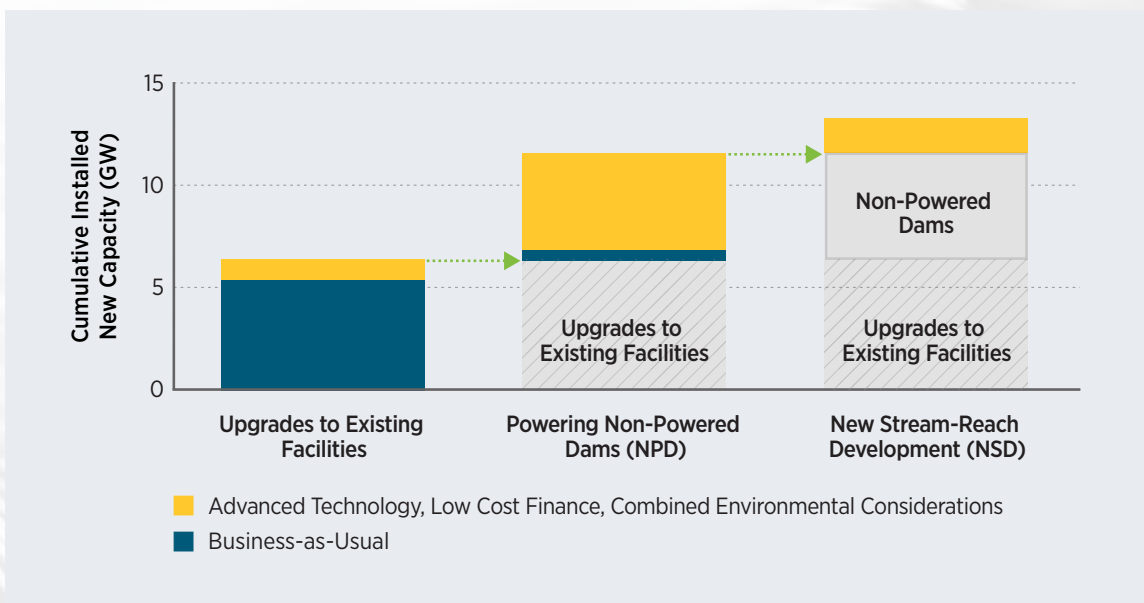 Cumulative Installed
New Capacity (GW)
15
10
5
0
Upgrades to
Existing Facilities
Non-Powered
Dams
Upgrades to
Existing Facilities
Upgrades to Existing
Facilities
Powering Non-Powered
Dams (NPD)
New Stream-Reach
Development (NSD)
Advanced Technology, Low Cost Finance, Combined Environmental Considerations
Business-as-Usual